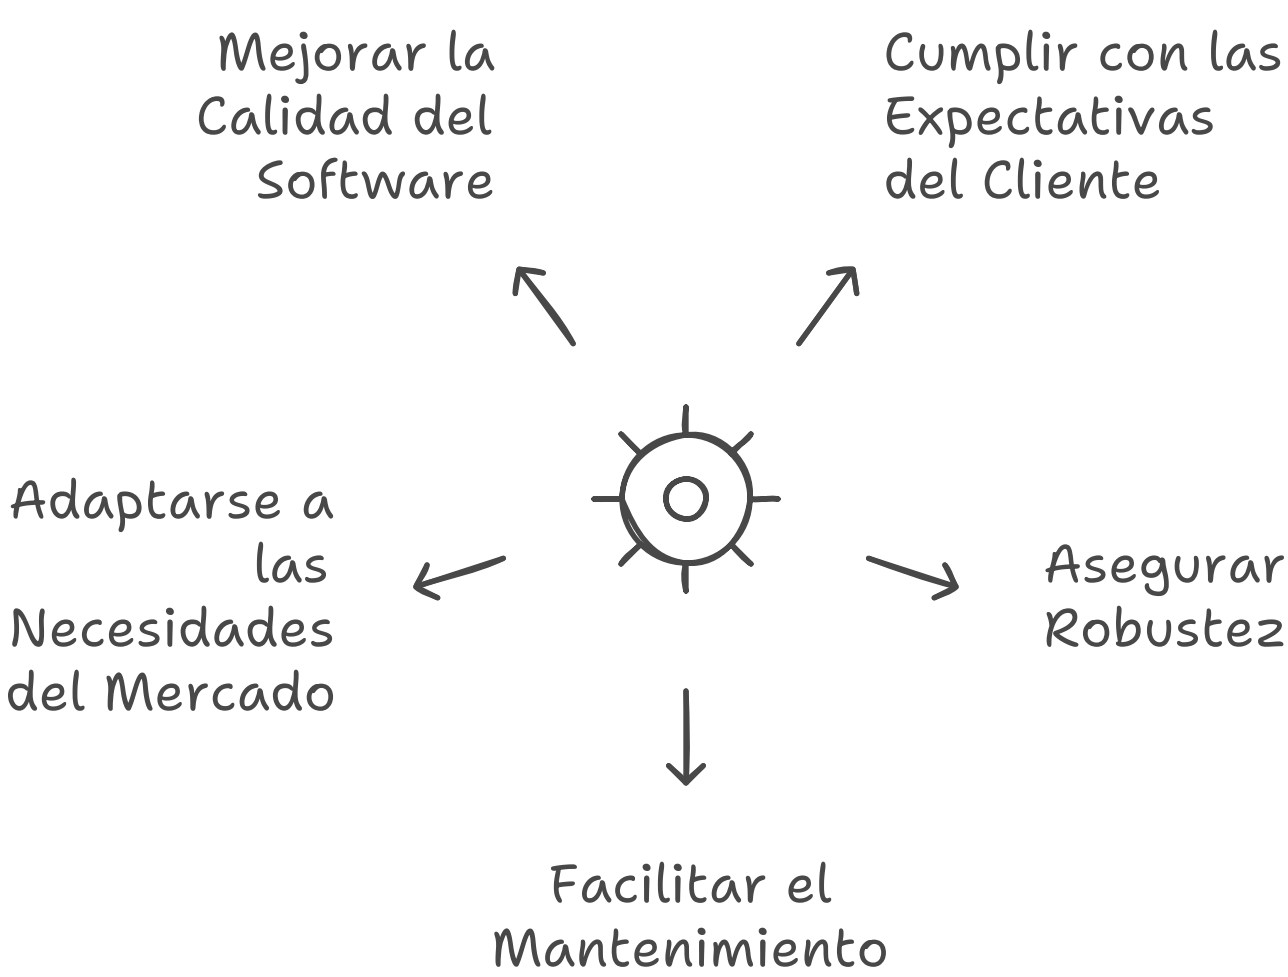 Mejorar la
Calidad del
Software
Cumplir con las
Expectativas
del Cliente
Adaptarse a
las
Necesidades
del Mercado
Asegurar
Robustez
Facilitar el
Mantenimiento